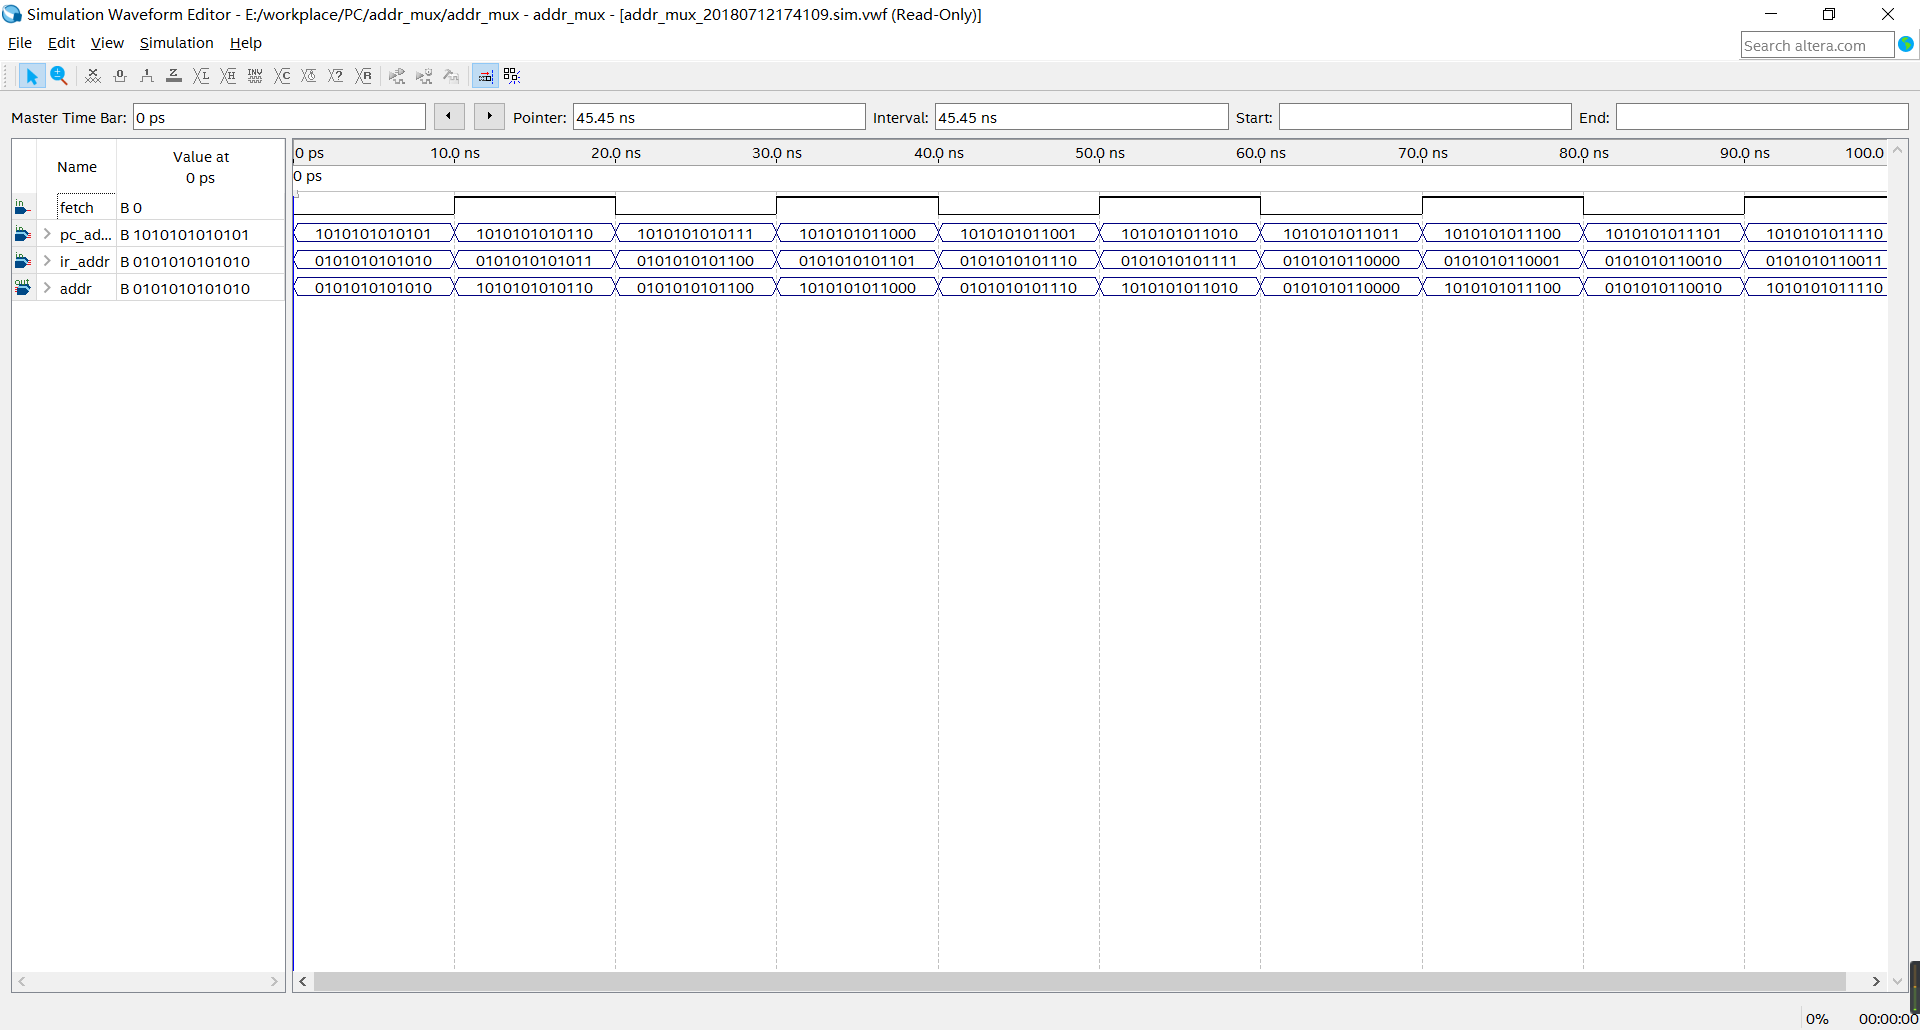 Simulation Waveform Editor - E:/workplace/PC/addr_mux/addr_mux - addr_mux - [addr_mux_20180712174109.sim.vwf (Read-Only)]
File Edit View Simulation Help
Search altera.com
Master Time Bar: 0 ps Pointer: 45.45 ns Interval: 45.45 ns Start: End:
Name Value at 0 ps
0 ps 10.0 ns 20.0 ns 30.0 ns 40.0 ns 50.0 ns 60.0 ns 70.0 ns 80.0 ns 90.0 ns 100.0
0 ps
fetch B 0
pc_ad... B 1010101010101 1010101010101 1010101010110 1010101010111 1010101011000 1010101011001 1010101011010 1010101011011 1010101011100 1010101011101 1010101011110
ir_addr B 0101010101010 0101010101010 0101010101011 0101010101100 0101010101101 0101010101110 0101010101111 0101010110000 0101010110001 0101010110010 0101010110011
addr B 0101010101010 0101010101010 1010101010110 0101010101100 1010101011000 0101010101110 1010101011010 0101010110000 1010101011100 0101010110010 1010101011110
0% 00:00:00